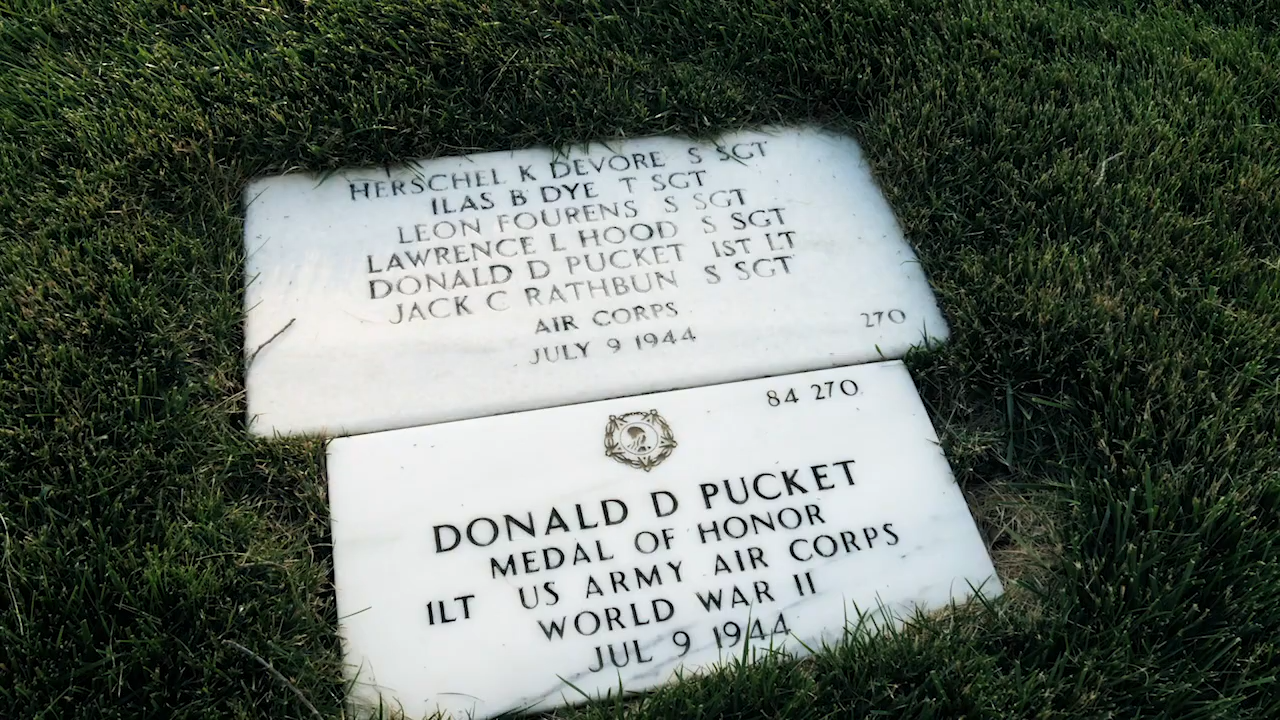 HERSCHEL K DEVORE S SGT
ILAS B DYE T SGT
LEON FOURENS S SGT
LAWRENCE L HOOD S SGT
DONALD D PUCKET 1ST LT
JACK C RATHBUN S SGT
AIR CORPS
JULY 9 1944
270
84 270
DONALD D PUCKET
MEDAL OF HONOR
1LT US ARMY AIR CORPS
WORLD WAR II
JUL 9 1944